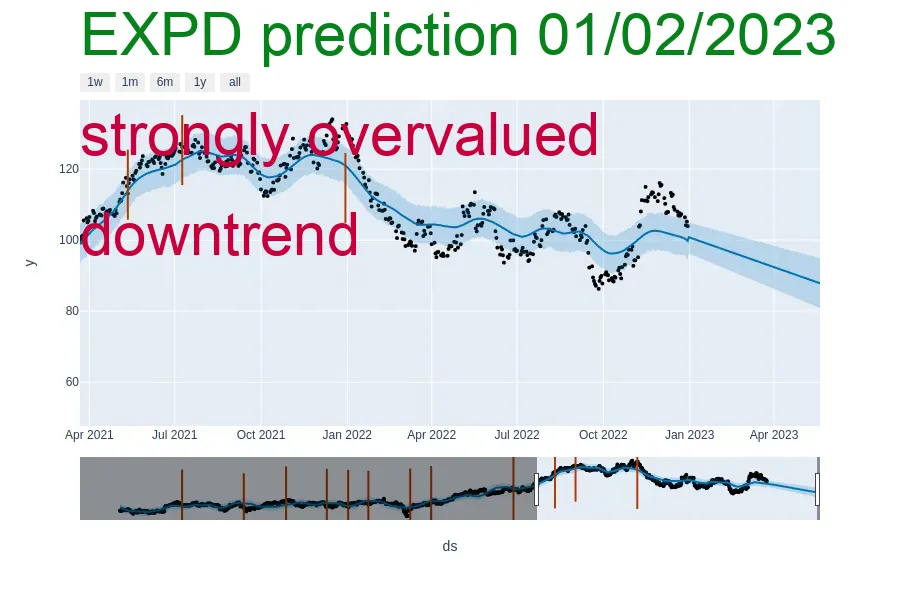 EXPD prediction 01/02/2023
1w 1m 6m 1y all
strongly overvalued
120
downtrend
100
y
80
60
Apr 2021 Jul 2021 Oct 2021 Jan 2022 Apr 2022 Jul 2022 Oct 2022 Jan 2023 Apr 2023
ds